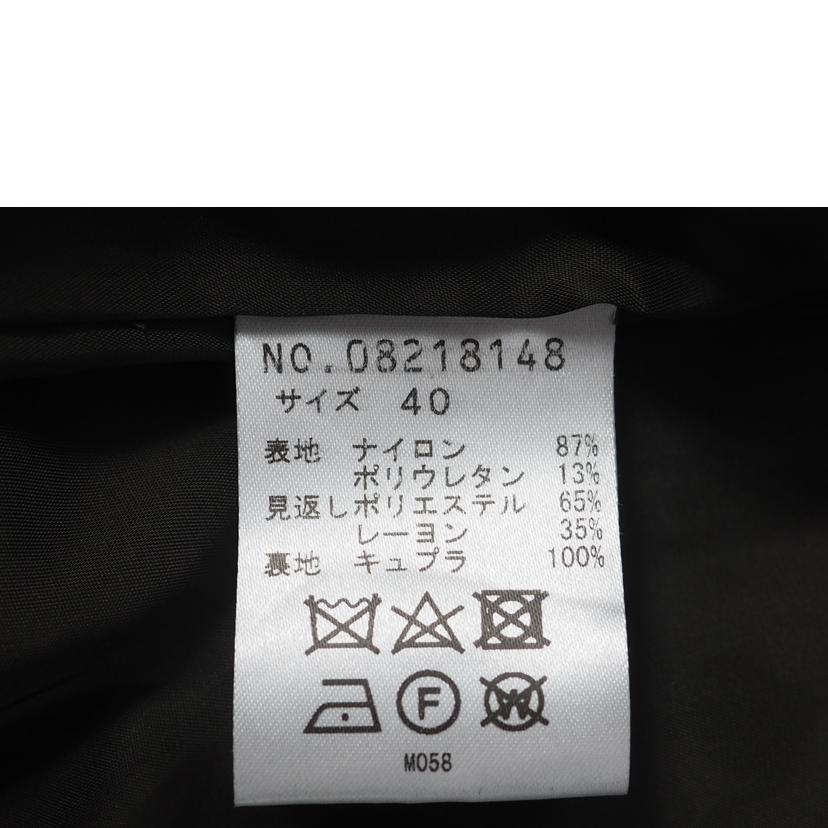 NO.08218148
サイズ 40
表地 ナイロン 87%
ポリウレタン 13%
見返し ポリエステル 65%
レーヨン 35%
裏地 キュプラ 100%
F W
M058